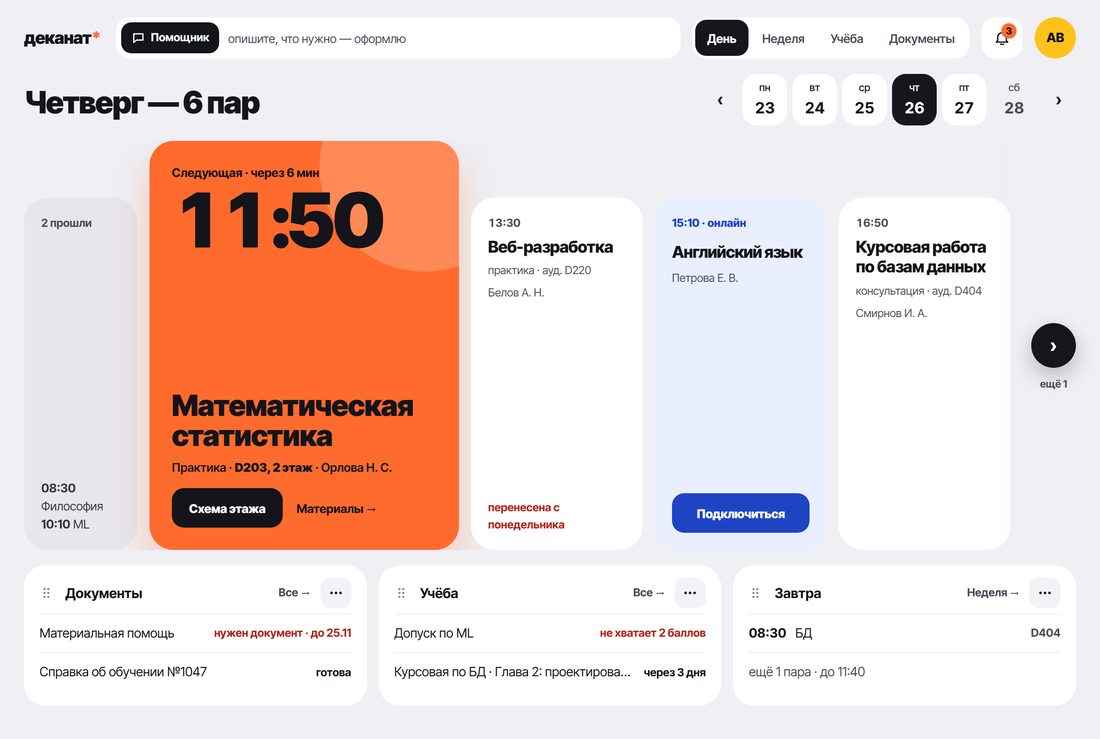 деканат*
Помощник
опишите, что нужно — оформлю
День
Неделя
Учёба
Документы
3
АВ
Четверг — 6 пар
‹
пн
23
вт
24
ср
25
чт
26
пт
27
сб
28
›
2 прошли
08:30
Философия
10:10 ML
Следующая · через 6 мин
11:50
Математическая
статистика
Практика · D203, 2 этаж · Орлова Н. С.
Схема этажа
Материалы →
13:30
Веб-разработка
практика · ауд. D220
Белов А. Н.
перенесена с
понедельника
15:10 · онлайн
Английский язык
Петрова Е. В.
Подключиться
16:50
Курсовая работа
по базам данных
консультация · ауд. D404
Смирнов И. А.
›
ещё 1
Документы
Все →
Материальная помощь
нужен документ · до 25.11
Справка об обучении №1047
готова
Учёба
Все →
Допуск по ML
не хватает 2 баллов
Курсовая по БД · Глава 2: проектирова...
через 3 дня
Завтра
Неделя →
08:30 БД
D404
ещё 1 пара · до 11:40